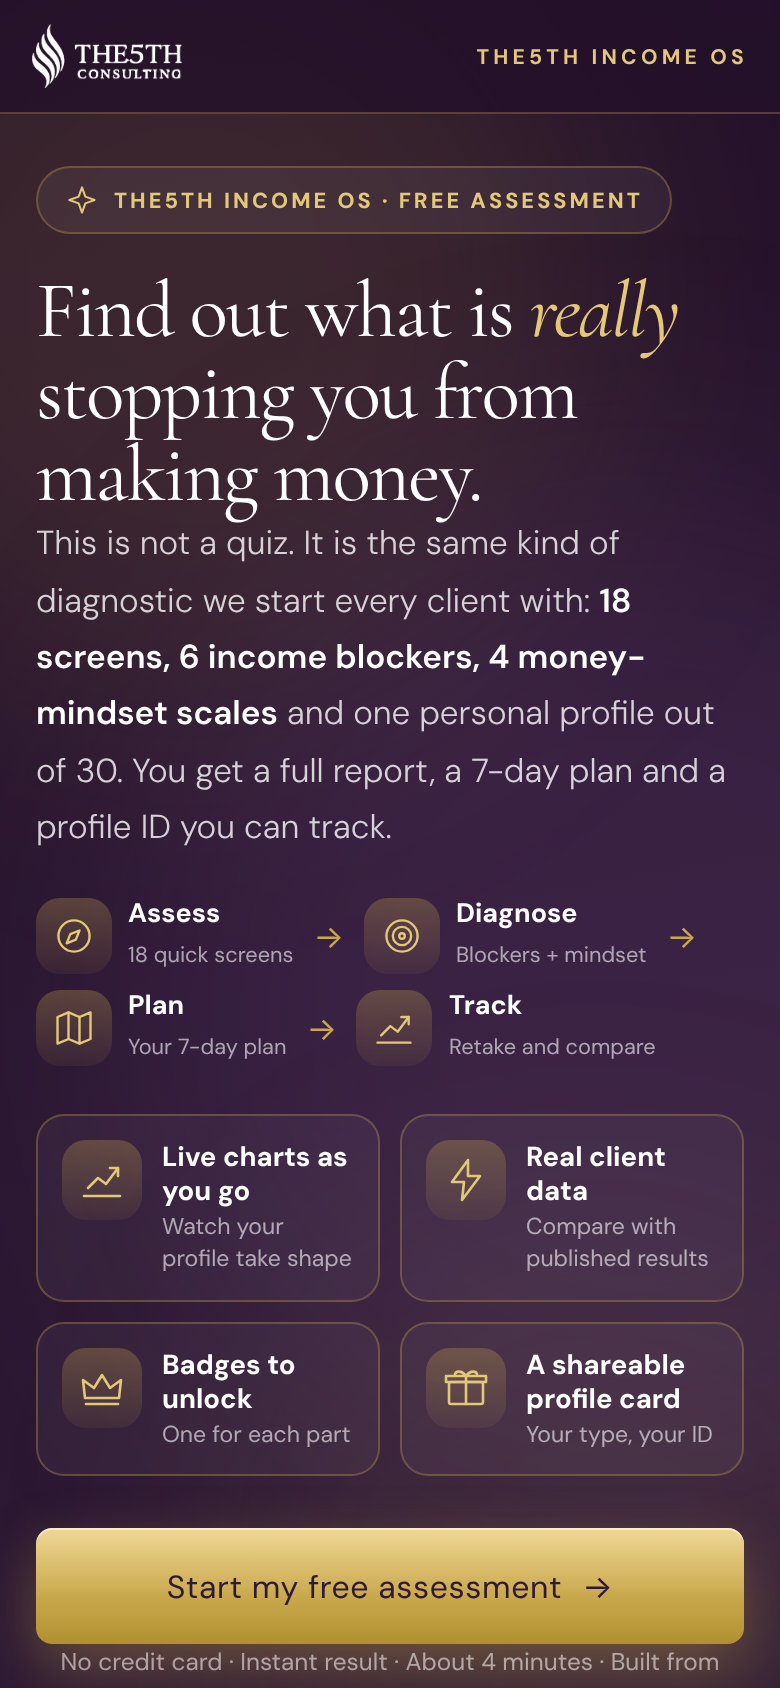 THE5TH
CONSULTING
THE5TH INCOME OS
THE5TH INCOME OS · FREE ASSESSMENT
Find out what is really
stopping you from
making money.
This is not a quiz. It is the same kind of
diagnostic we start every client with: 18
screens, 6 income blockers, 4 money-
mindset scales and one personal profile out
of 30. You get a full report, a 7-day plan and a
profile ID you can track.
Assess
18 quick screens
→
Diagnose
Blockers + mindset
→
Plan
Your 7-day plan
→
Track
Retake and compare
Live charts as
you go
Watch your
profile take shape
Real client
data
Compare with
published results
Badges to
unlock
One for each part
A shareable
profile card
Your type, your ID
Start my free assessment →
No credit card · Instant result · About 4 minutes · Built from